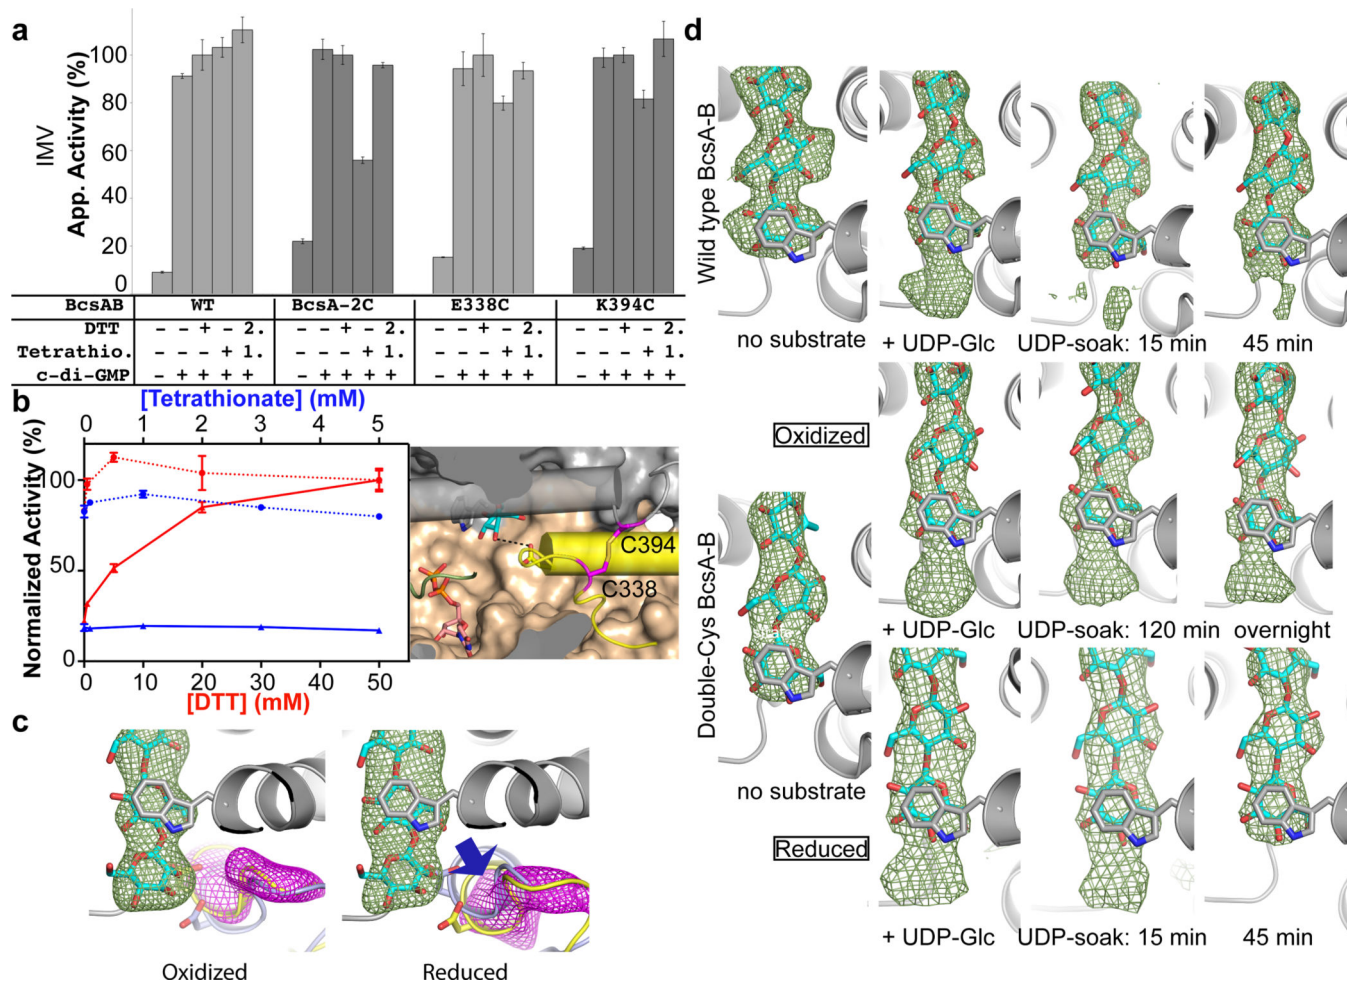 a
IMV
App. Activity (%)
100
80
60
40
20
0
BcsAB WT BcsA-2C E338C K394C
DTT - - + - 2. - - + - 2. - - + - 2. - - + - 2.
Tetrathio. - - - + 1. - - - + 1. - - - + 1. - - - + 1.
c-di-GMP - + + + + - + + + + - + + + + - + + + +
b
[Tetrathionate] (mM)
0 1 2 3 4 5
Normalized Activity (%)
100
50
0
0 10 20 30 40 50
[DTT] (mM)
C394
C338
c
Oxidized
Reduced
d
Wild type BcsA-B
no substrate
+ UDP-Glc
UDP-soak: 15 min
45 min
Double-Cys BcsA-B
Oxidized
+ UDP-Glc
UDP-soak: 120 min
overnight
no substrate
Reduced
+ UDP-Glc
UDP-soak: 15 min
45 min